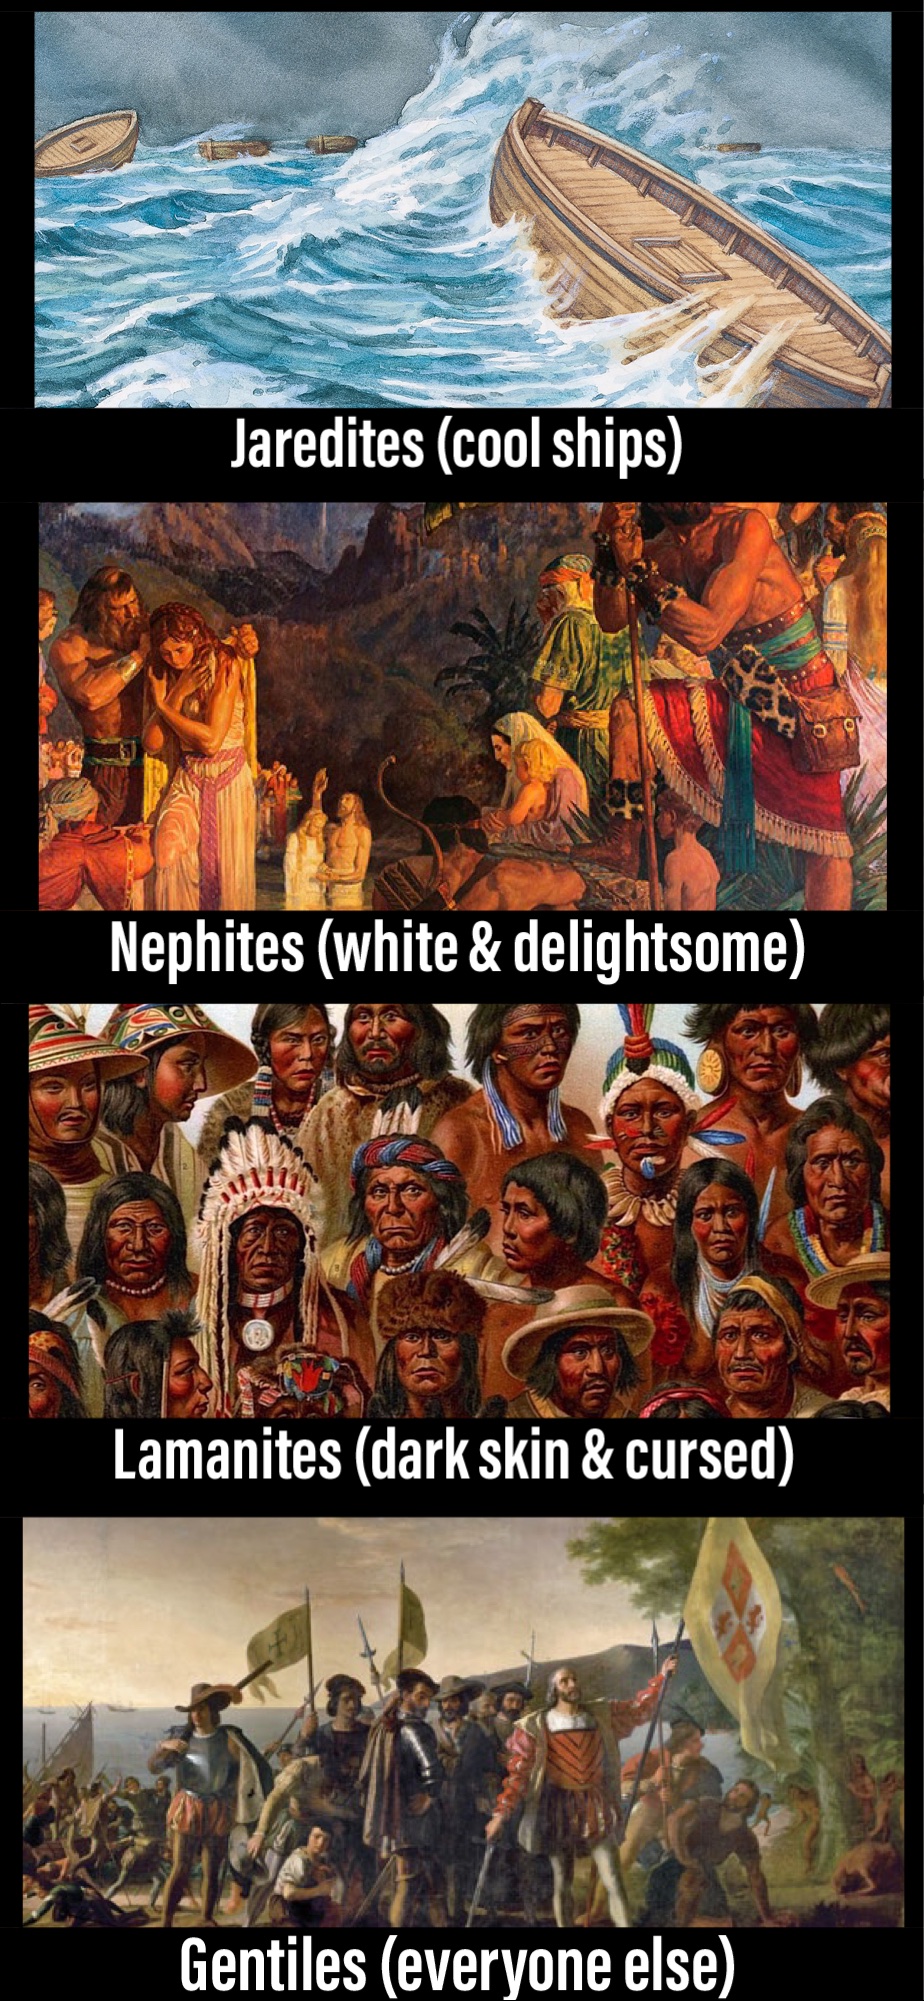 Jaredites (cool ships)
Nephites (white & delightsome)
Lamanites (dark skin & cursed)
Gentiles (everyone else)